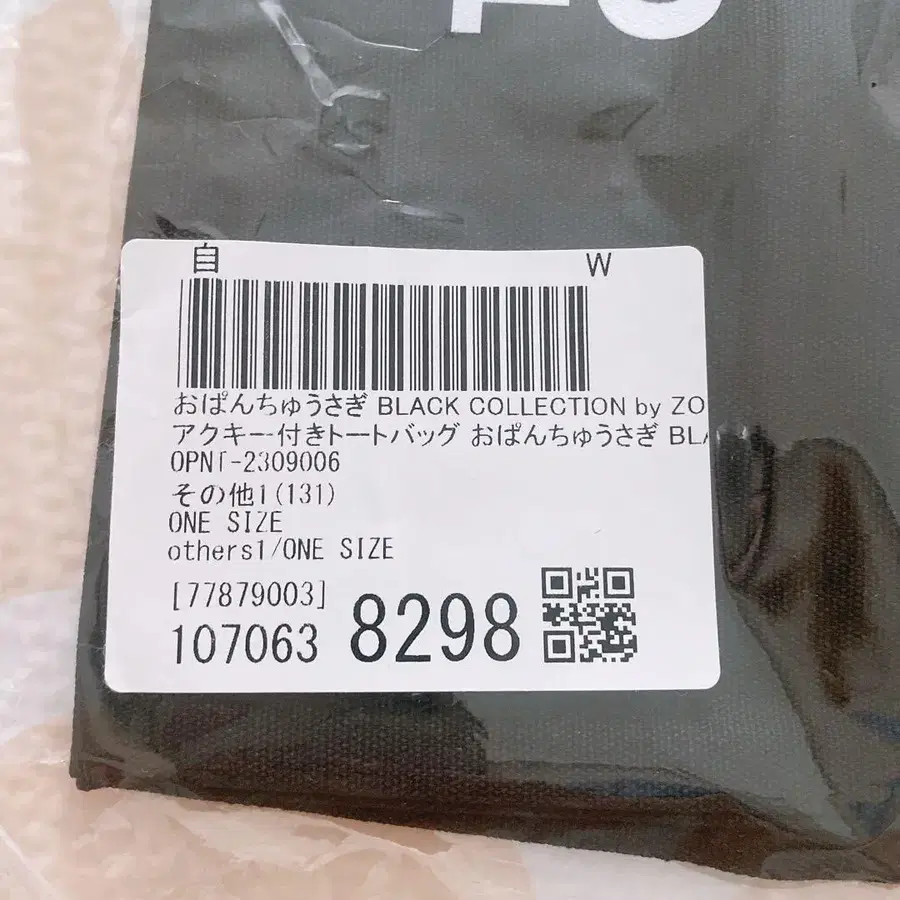 自 W
おぱんちゅうさぎ BLACK COLLECTION by ZO
アクキー付きトートバッグ おぱんちゅうさぎ BLA
OPNT-2309006
その他1(131)
ONE SIZE
others1/ONE SIZE
[77879003]
107063 8298